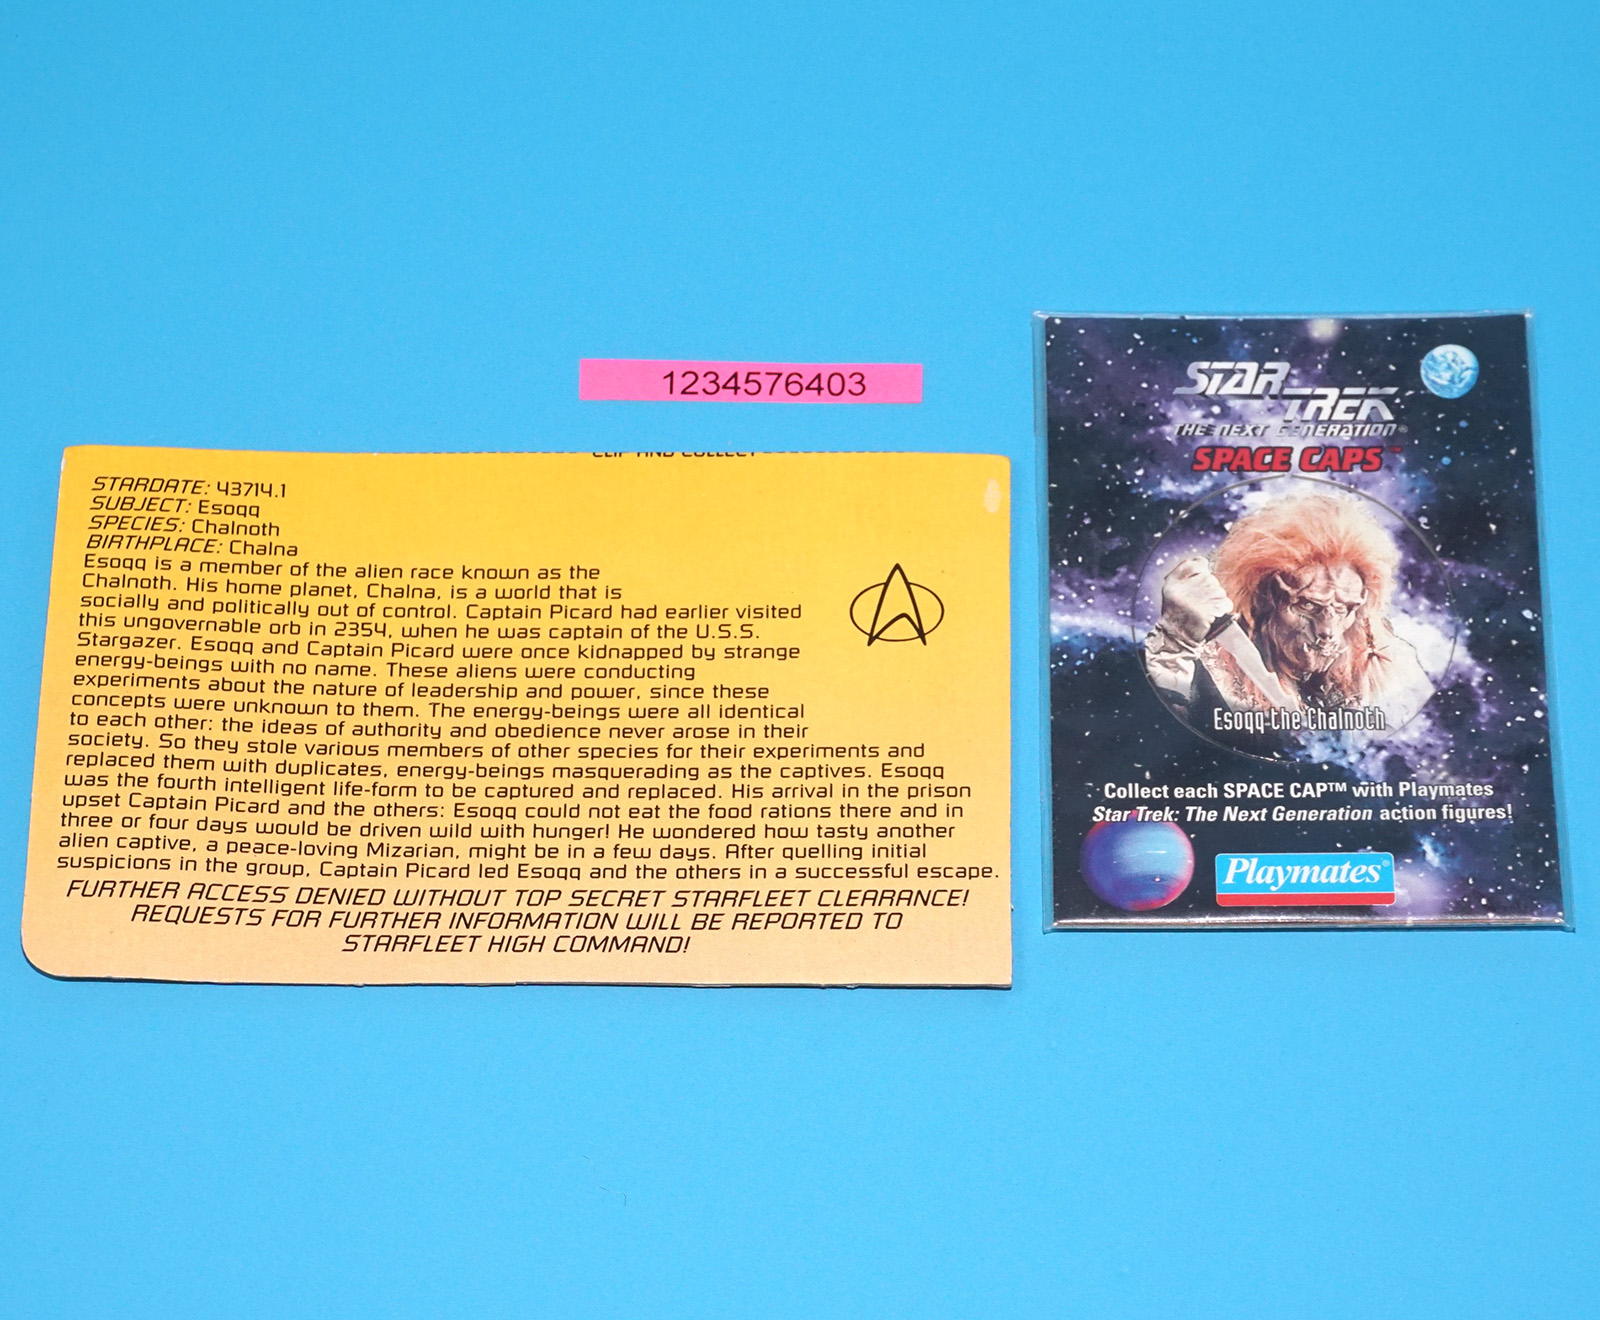 1234576403
CLIP AND COLLECT
STARDATE: 43714.1
SUBJECT: Esoqq
SPECIES: Chalnoth
BIRTHPLACE: Chalna
Esoqq is a member of the alien race known as the
Chalnoth. His home planet, Chalna, is a world that is
socially and politically out of control. Captain Picard had earlier visited
this ungovernable orb in 2354, when he was captain of the U.S.S.
Stargazer. Esoqq and Captain Picard were once kidnapped by strange
energy-beings with no name. These aliens were conducting
experiments about the nature of leadership and power, since these
concepts were unknown to them. The energy-beings were all identical
to each other: the ideas of authority and obedience never arose in their
society. So they stole various members of other species for their experiments and
replaced them with duplicates, energy-beings masquerading as the captives. Esoqq
was the fourth intelligent life-form to be captured and replaced. His arrival in the prison
upset Captain Picard and the others: Esoqq could not eat the food rations there and in
three or four days would be driven wild with hunger! He wondered how tasty another
alien captive, a peace-loving Mizarian, might be in a few days. After quelling initial
suspicions in the group, Captain Picard led Esoqq and the others in a successful escape.
FURTHER ACCESS DENIED WITHOUT TOP SECRET STARFLEET CLEARANCE!
REQUESTS FOR FURTHER INFORMATION WILL BE REPORTED TO
STARFLEET HIGH COMMAND!
STAR
TREK
THE NEXT GENERATION®
SPACE CAPS™
Esoqq the Chalnoth
Collect each SPACE CAP™ with Playmates
Star Trek: The Next Generation action figures!
Playmates®